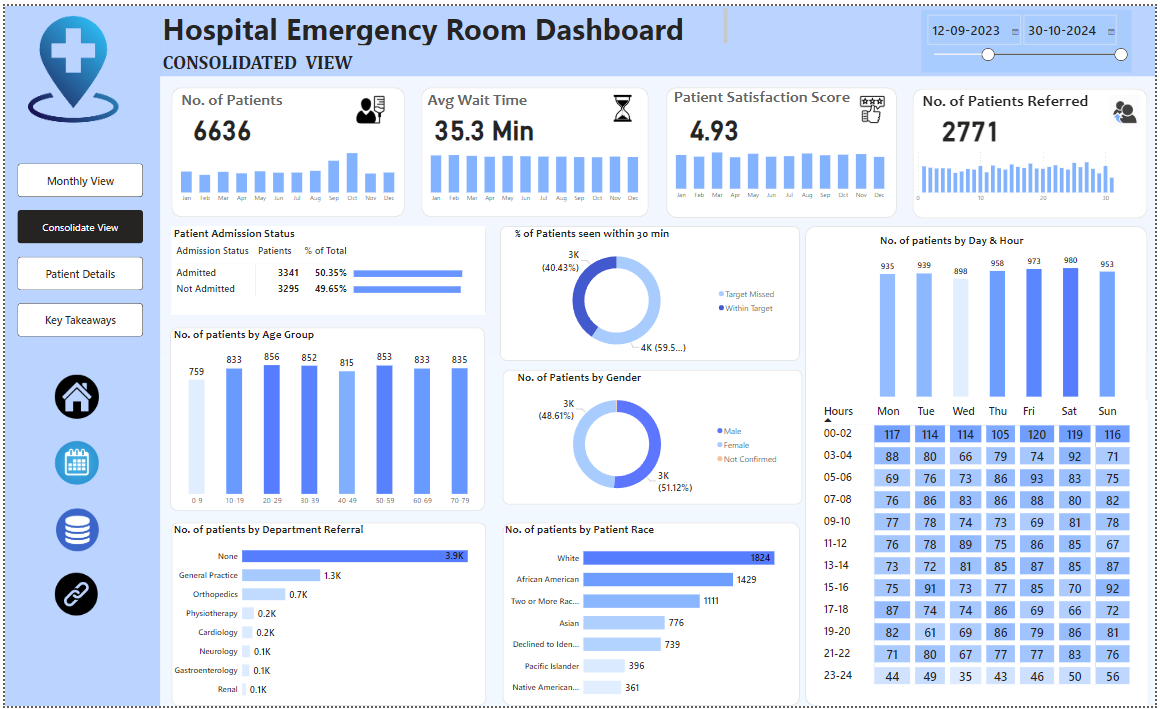 Hospital Emergency Room Dashboard
CONSOLIDATED VIEW
12-09-2023 30-10-2024
Monthly View
Consolidate View
Patient Details
Key Takeaways
No. of Patients
6636
Jan Feb Mar Apr May Jun Jul Aug Sep Oct Nov Dec
Avg Wait Time
35.3 Min
Jan Feb Mar Apr May Jun Jul Aug Sep Oct Nov Dec
Patient Satisfaction Score
4.93
Jan Feb Mar Apr May Jun Jul Aug Sep Oct Nov Dec
No. of Patients Referred
2771
0 10 20 30
Patient Admission Status
Admission Status Patients % of Total
Admitted 3341 50.35%
Not Admitted 3295 49.65%
% of Patients seen within 30 min
3K
(40.43%)
4K (59.5...)
Target Missed
Within Target
No. of patients by Age Group
759 833 856 852 815 853 833 835
0-9 10-19 20-29 30-39 40-49 50-59 60-69 70-79
No. of Patients by Gender
3K
(48.61%)
3K
(51.12%)
Male
Female
Not Confirmed
No. of patients by Department Referral
None 3.9K
General Practice 1.3K
Orthopedics 0.7K
Physiotherapy 0.2K
Cardiology 0.2K
Neurology 0.1K
Gastroenterology 0.1K
Renal 0.1K
No. of patients by Patient Race
White 1824
African American 1429
Two or More Rac... 1111
Asian 776
Declined to Iden... 739
Pacific Islander 396
Native American... 361
No. of patients by Day & Hour
935 939 898 958 973 980 953
Hours Mon Tue Wed Thu Fri Sat Sun
00-02 117 114 114 105 120 119 116
03-04 88 80 66 79 74 92 71
05-06 69 76 73 86 93 83 75
07-08 76 86 83 86 88 80 82
09-10 77 78 74 73 69 81 78
11-12 76 78 89 75 86 85 67
13-14 73 72 81 85 87 85 87
15-16 75 91 73 77 85 70 92
17-18 87 74 74 86 69 66 72
19-20 82 61 69 86 79 86 81
21-22 71 80 67 77 77 83 76
23-24 44 49 35 43 46 50 56